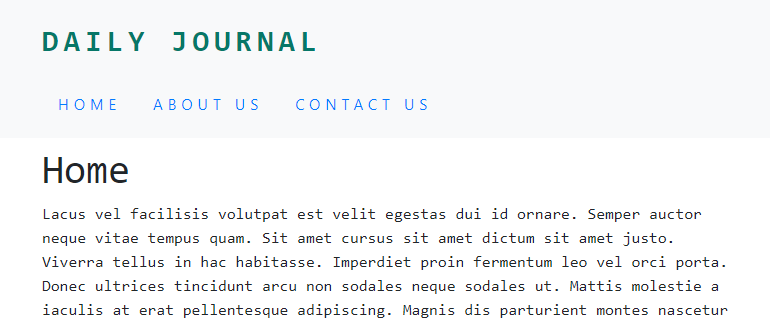 DAILY JOURNAL
HOME ABOUT US CONTACT US
Home
Lacus vel facilisis volutpat est velit egestas dui id ornare. Semper auctor
neque vitae tempus quam. Sit amet cursus sit amet dictum sit amet justo.
Viverra tellus in hac habitasse. Imperdiet proin fermentum leo vel orci porta.
Donec ultrices tincidunt arcu non sodales neque sodales ut. Mattis molestie a
iaculis at erat pellentesque adipiscing. Magnis dis parturient montes nascetur